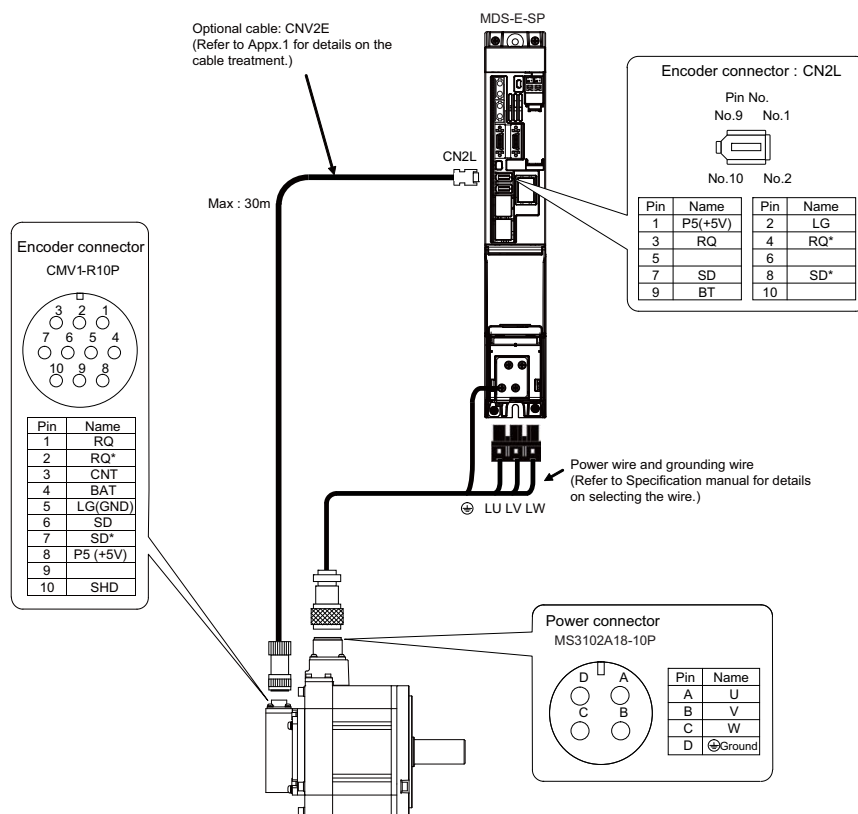 MDS-E-SP
Optional cable: CNV2E
(Refer to Appx.1 for details on the
cable treatment.)
Encoder connector : CN2L
Pin No.
No.9 No.1
No.10 No.2
Pin Name Pin Name
1 P5(+5V) 2 LG
3 RQ 4 RQ*
5 6
7 SD 8 SD*
9 BT 10
CN2L
Max : 30m
Encoder connector
CMV1-R10P
3 2 1
7 6 5 4
10 9 8
Pin Name
1 RQ
2 RQ*
3 CNT
4 BAT
5 LG(GND)
6 SD
7 SD*
8 P5 (+5V)
9
10 SHD
Power wire and grounding wire
(Refer to Specification manual for details
on selecting the wire.)
LU LV LW
Power connector
MS3102A18-10P
D A
C B
Pin Name
A U
B V
C W
D Ground